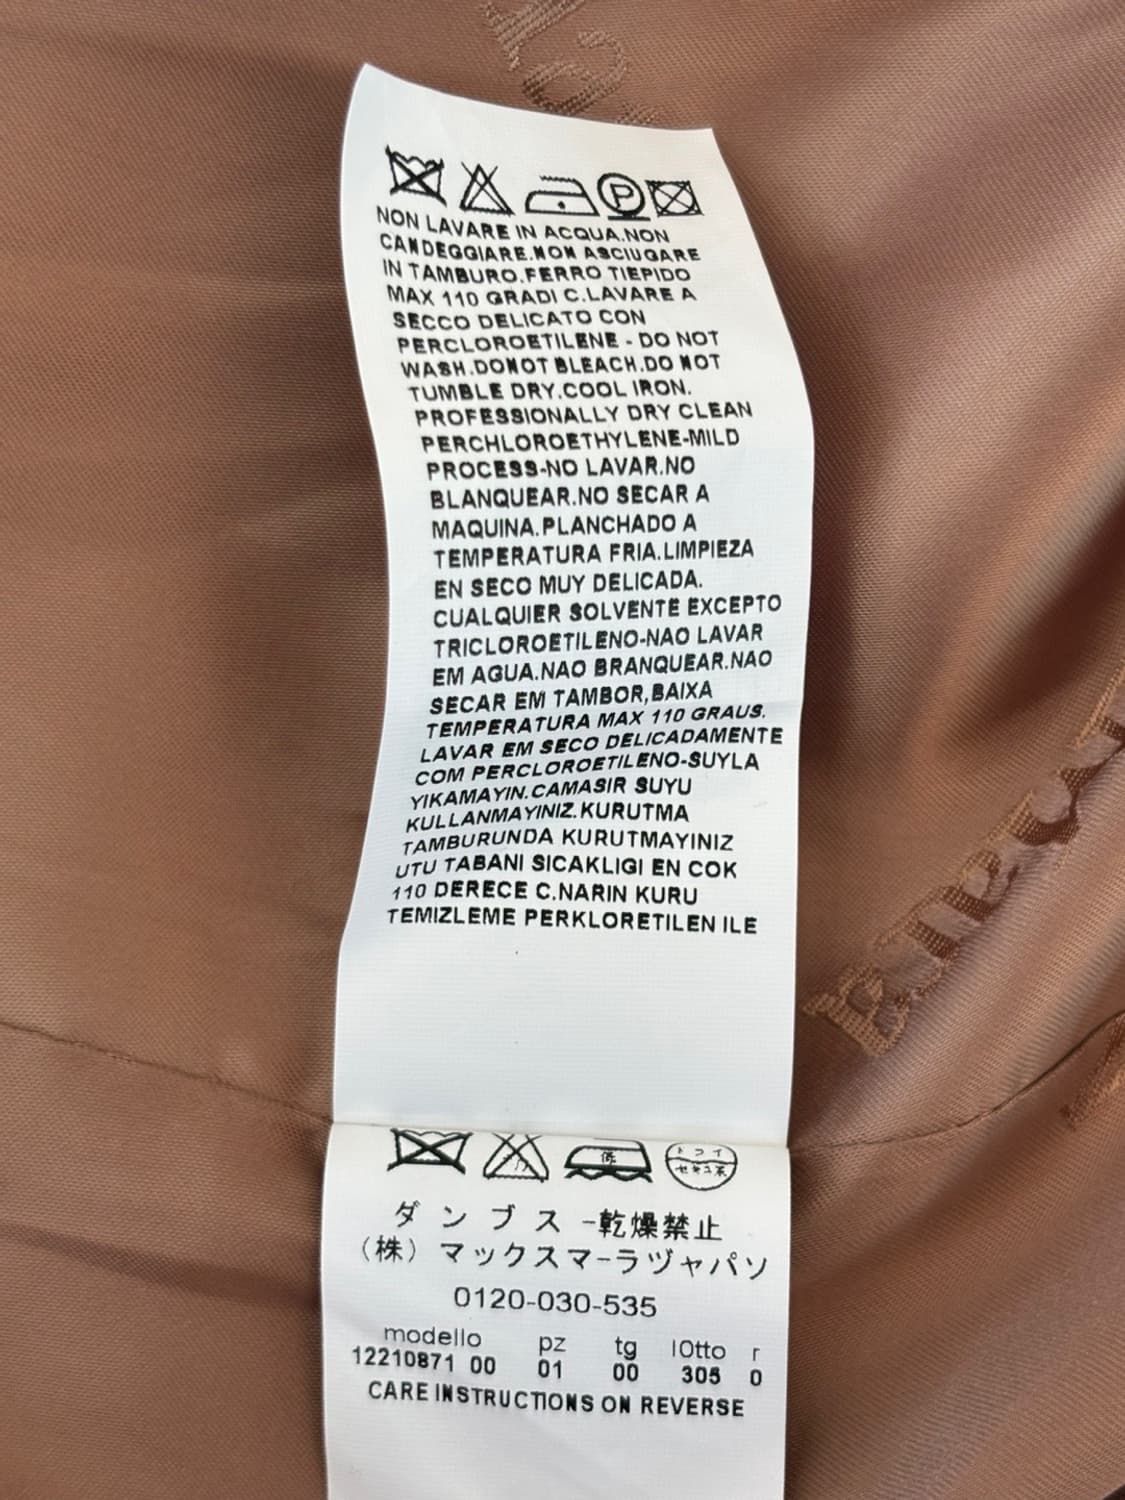 P
NON LAVARE IN ACQUA.NON
CANDEGGIARE.NON ASCIUGARE
IN TAMBURO.FERRO TIEPIDO
MAX 110 GRADI C.LAVARE A
SECCO DELICATO CON
PERCLOROETILENE - DO NOT
WASH.DONOT BLEACH.DO NOT
TUMBLE DRY.COOL IRON.
PROFESSIONALLY DRY CLEAN
PERCHLOROETHYLENE-MILD
PROCESS-NO LAVAR.NO
BLANQUEAR.NO SECAR A
MAQUINA.PLANCHADO A
TEMPERATURA FRIA.LIMPIEZA
EN SECO MUY DELICADA.
CUALQUIER SOLVENTE EXCEPTO
TRICLOROETILENO-NAO LAVAR
EM AGUA.NAO BRANQUEAR.NAO
SECAR EM TAMBOR,BAIXA
TEMPERATURA MAX 110 GRAUS.
LAVAR EM SECO DELICADAMENTE
COM PERCLOROETILENO-SUYLA
YIKAMAYIN.CAMASIR SUYU
KULLANMAYINIZ.KURUTMA
TAMBURUNDA KURUTMAYINIZ
UTU TABANI SICAKLIGI EN COK
110 DERECE C.NARIN KURU
TEMIZLEME PERKLORETILEN ILE
ダンブス-乾燥禁止
(株)マックスマ-ラヅャパソ
0120-030-535
modello pz tg lOtto r
12210871 00 01 00 305 0
CARE INSTRUCTIONS ON REVERSE